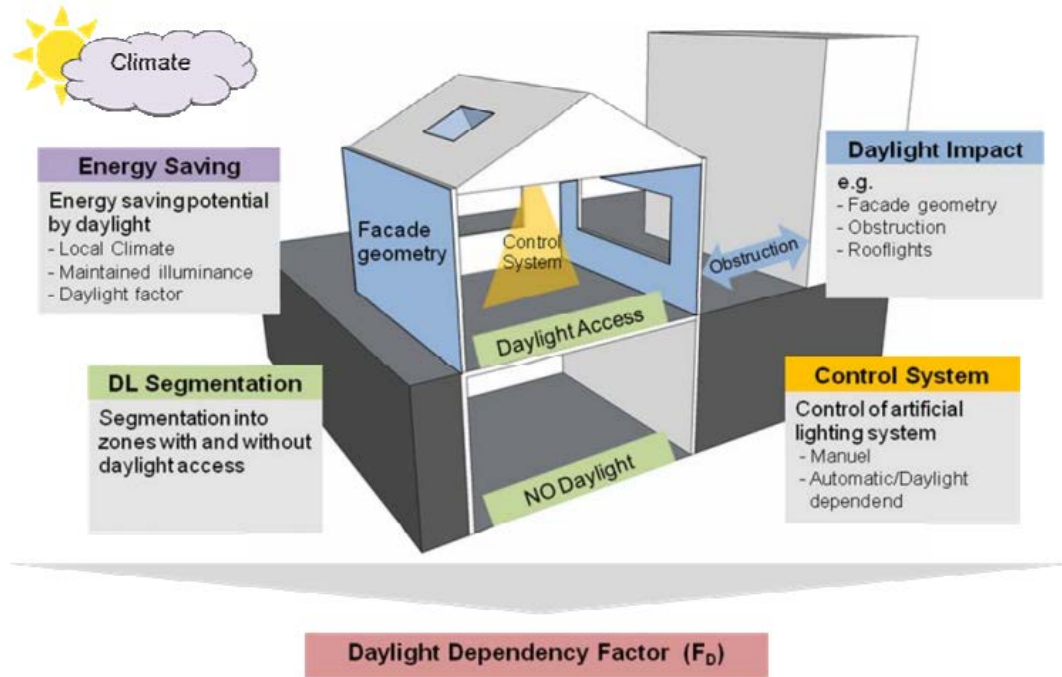 Climate
Energy Saving
Energy saving potential
by daylight
- Local Climate
- Maintained illuminance
- Daylight factor
DL Segmentation
Segmentation into
zones with and without
daylight access
Facade
geometry
Control
System
Daylight Access
NO Daylight
Obstruction
Daylight Impact
e.g.
- Facade geometry
- Obstruction
- Rooflights
Control System
Control of artificial
lighting system
- Manuel
- Automatic/Daylight
dependend
Daylight Dependency Factor (FD)